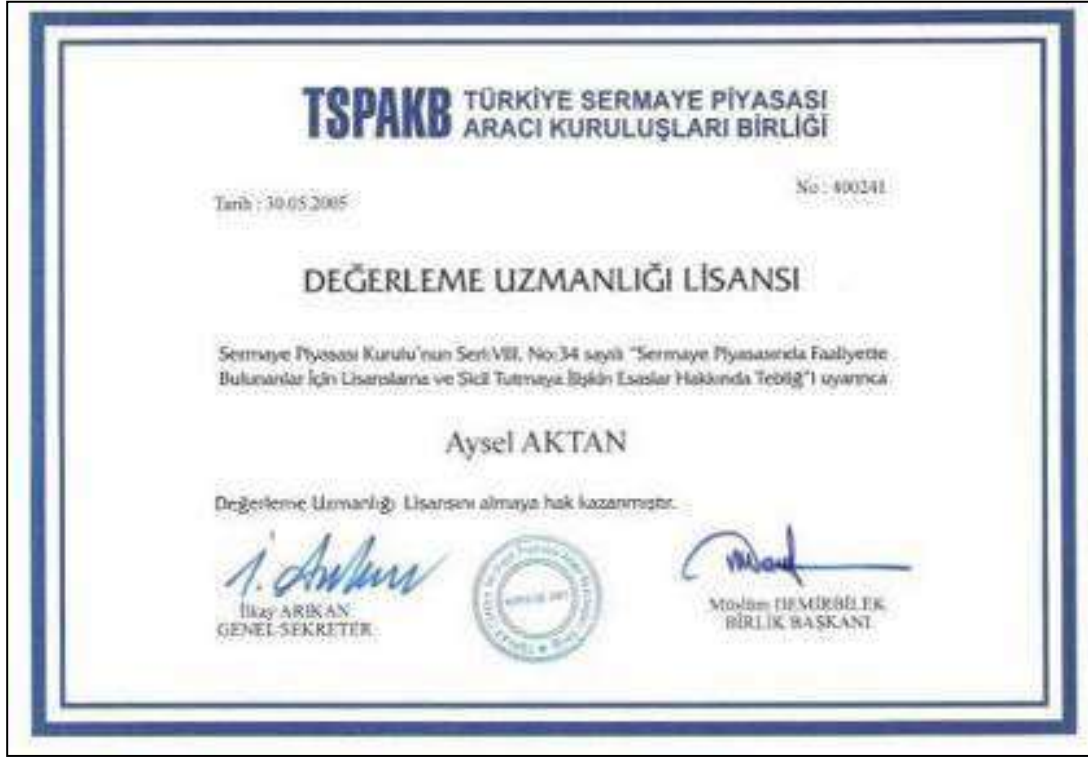 TSPAKB TÜRKİYE SERMAYE PİYASASI
ARACI KURULUŞLARI BİRLİĞİ
Tarih : 30.05.2005
No : 400241
DEĞERLEME UZMANLIĞI LİSANSI
Sermaye Piyasası Kurulu'nun Seri:VIII, No:34 sayılı "Sermaye Piyasasında Faaliyette
Bulunanlar İçin Lisanslama ve Sicil Tutmaya İlişkin Esaslar Hakkında Tebliğ"i uyarınca
Aysel AKTAN
Değerleme Uzmanlığı Lisansını almaya hak kazanmıştır.
İlkay ARIKAN
GENEL SEKRETER
Müslüm DEMİRBİLEK
BİRLİK BAŞKANI